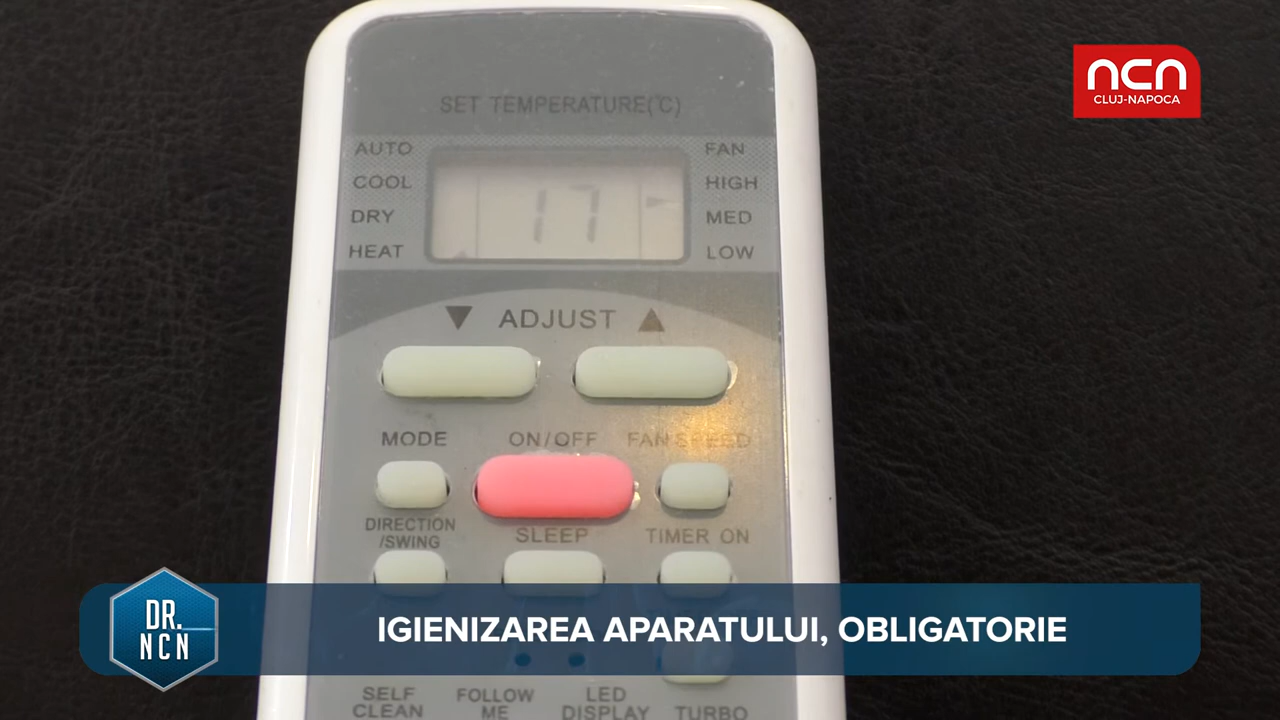 ncn
CLUJ-NAPOCA
SET TEMPERATURE(°C)
AUTO
COOL
DRY
HEAT
17
FAN
HIGH
MED
LOW
▼ ADJUST ▲
MODE
ON/OFF
FAN SPEED
DIRECTION
/SWING
SLEEP
TIMER ON
DR.
NCN
IGIENIZAREA APARATULUI, OBLIGATORIE
SELF
CLEAN
FOLLOW
ME
LED
DISPLAY
TURBO